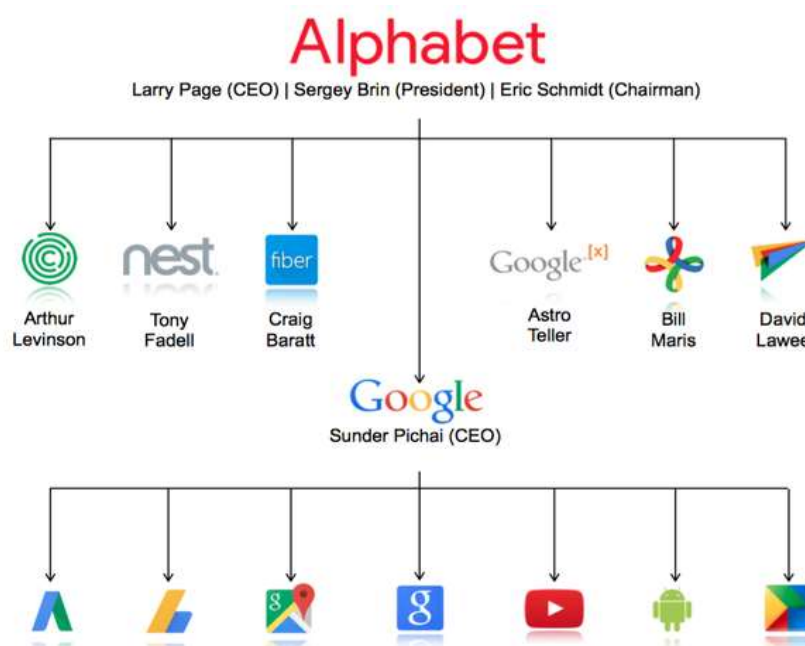 Alphabet
Larry Page (CEO) | Sergey Brin (President) | Eric Schmidt (Chairman)
C
nest
fiber
Google [x]
Arthur
Levinson
Tony
Fadell
Craig
Baratt
Astro
Teller
Bill
Maris
David
Lawee
Google
Sunder Pichai (CEO)
g
g